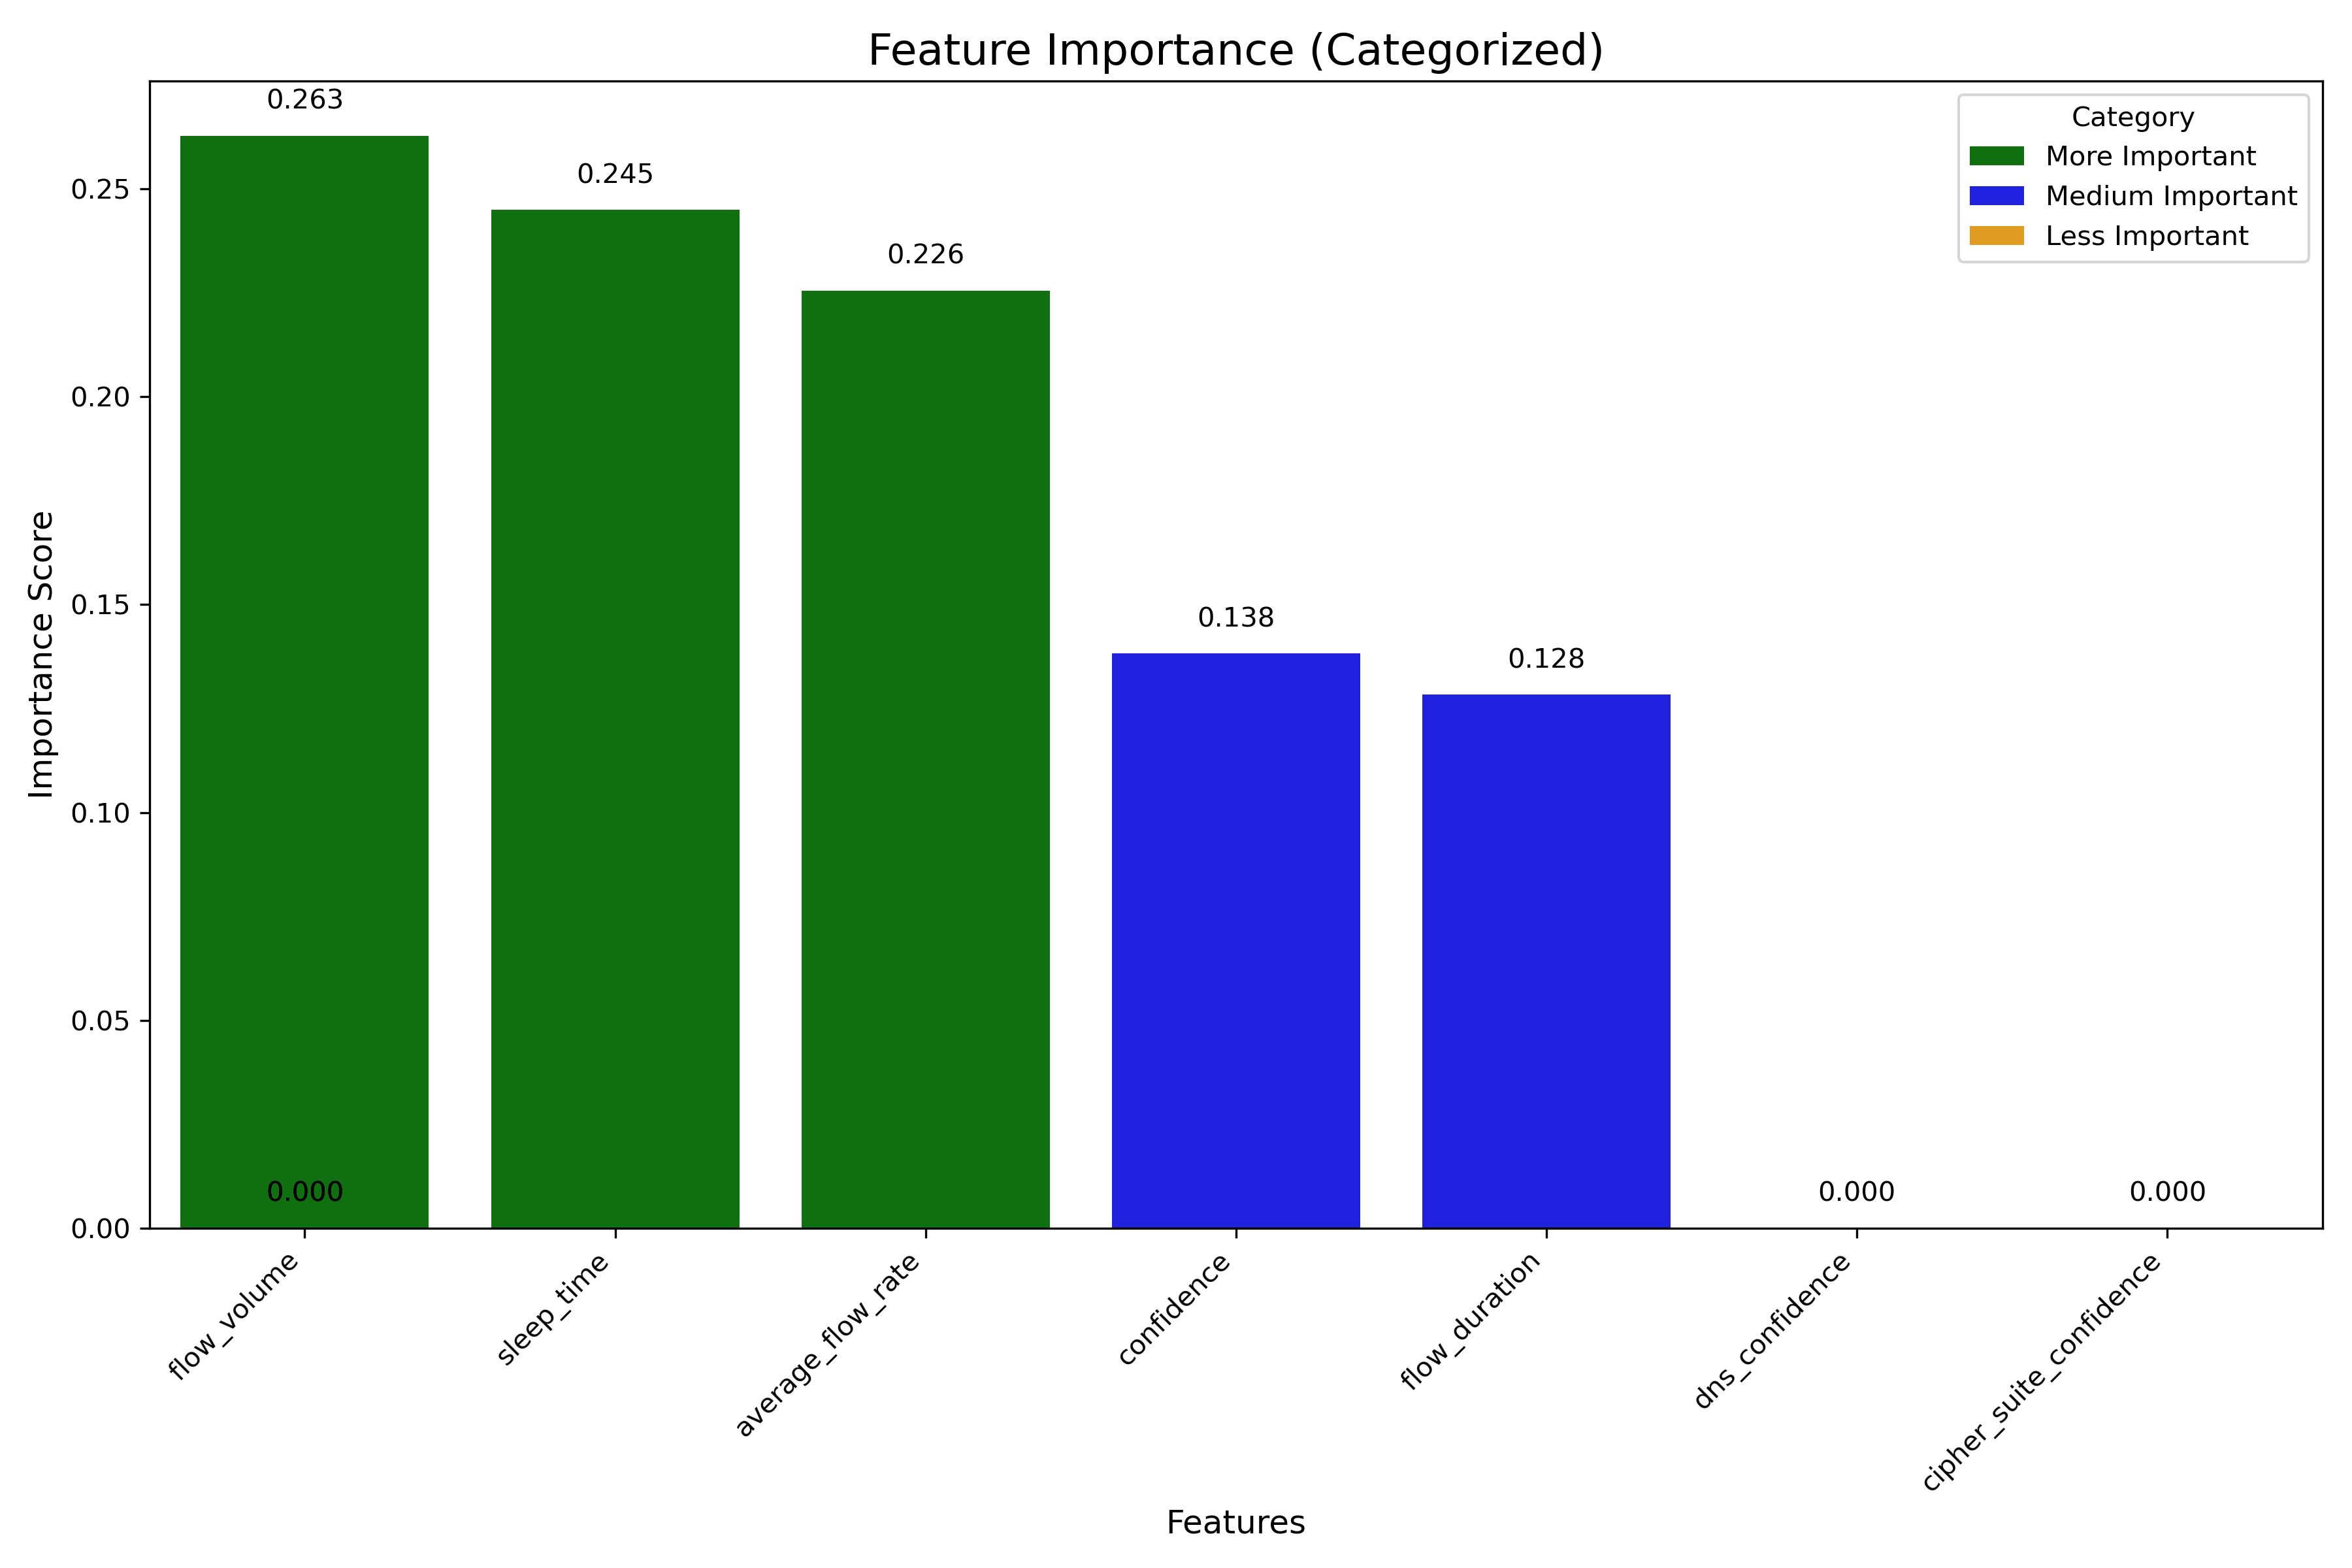 Feature Importance (Categorized)
Category
More Important
Medium Important
Less Important
0.263
0.245
0.226
0.138
0.128
0.000
0.000
0.000
Importance Score
0.25
0.20
0.15
0.10
0.05
0.00
flow_volume
sleep_time
average_flow_rate
confidence
flow_duration
dns_confidence
cipher_suite_confidence
Features